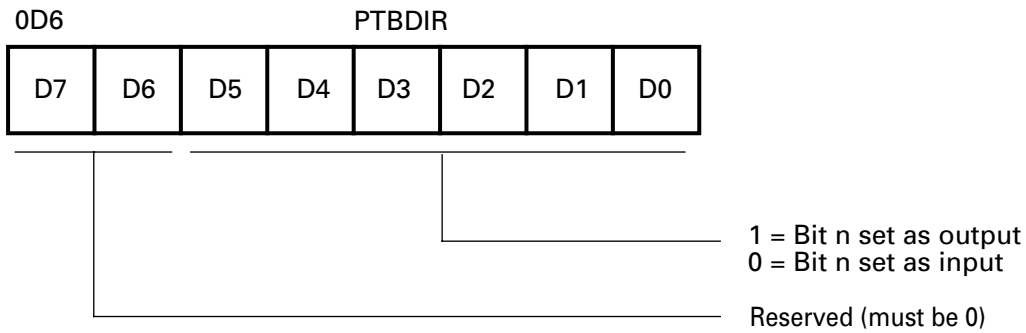 0D6 PTBDIR
D7 D6 D5 D4 D3 D2 D1 D0
1 = Bit n set as output
0 = Bit n set as input
Reserved (must be 0)